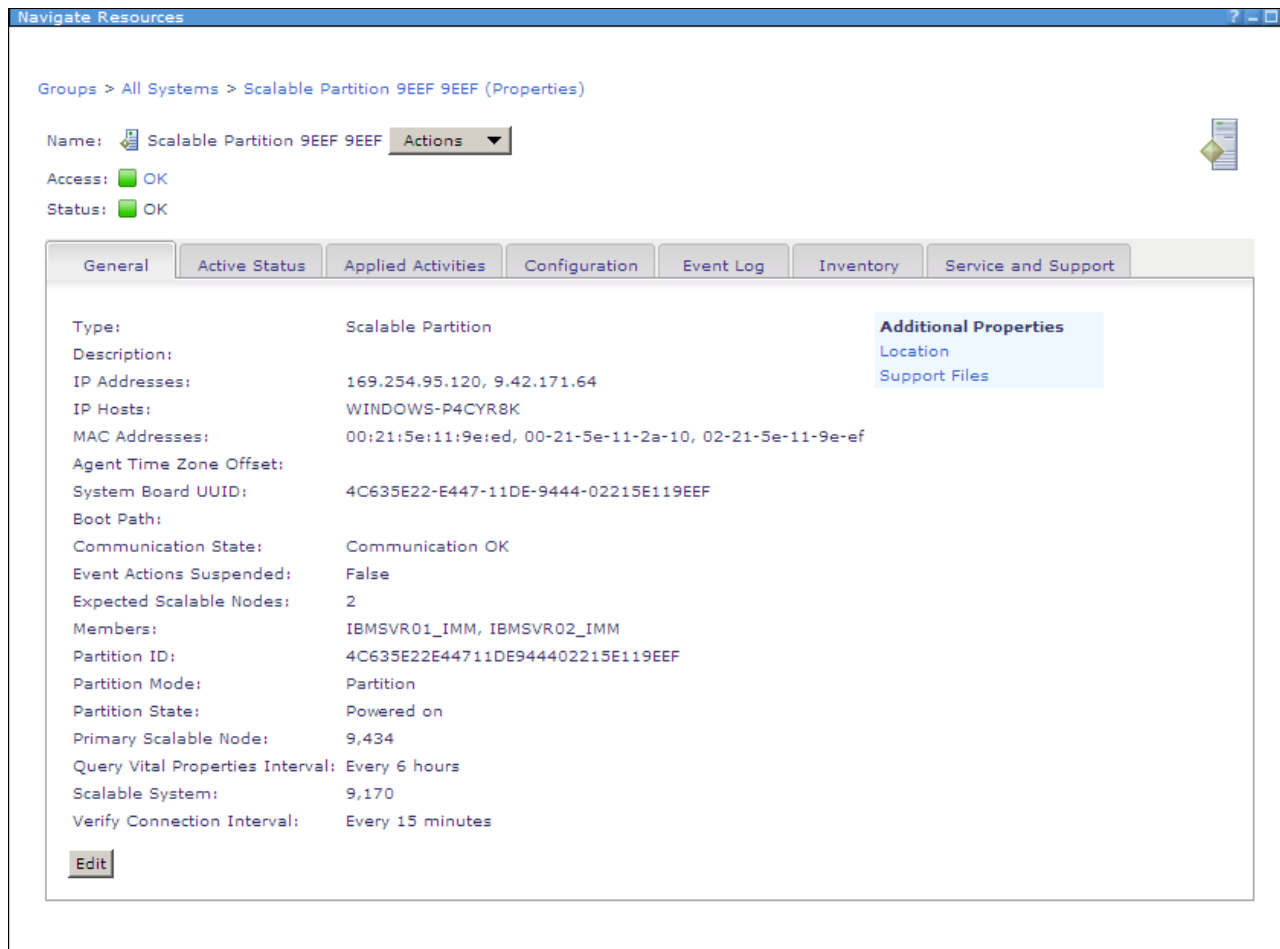 Navigate Resources
Groups > All Systems > Scalable Partition 9EEF 9EEF (Properties)
Name: Scalable Partition 9EEF 9EEF Actions
Access: OK
Status: OK
General Active Status Applied Activities Configuration Event Log Inventory Service and Support
Type: Scalable Partition
Description:
IP Addresses: 169.254.95.120, 9.42.171.64
IP Hosts: WINDOWS-P4CYR8K
MAC Addresses: 00:21:5e:11:9e:ed, 00-21-5e-11-2a-10, 02-21-5e-11-9e-ef
Agent Time Zone Offset:
System Board UUID: 4C635E22-E447-11DE-9444-02215E119EEF
Boot Path:
Communication State: Communication OK
Event Actions Suspended: False
Expected Scalable Nodes: 2
Members: IBMSVR01_IMM, IBMSVR02_IMM
Partition ID: 4C635E22E44711DE944402215E119EEF
Partition Mode: Partition
Partition State: Powered on
Primary Scalable Node: 9,434
Query Vital Properties Interval: Every 6 hours
Scalable System: 9,170
Verify Connection Interval: Every 15 minutes
Edit
Additional Properties
Location
Support Files